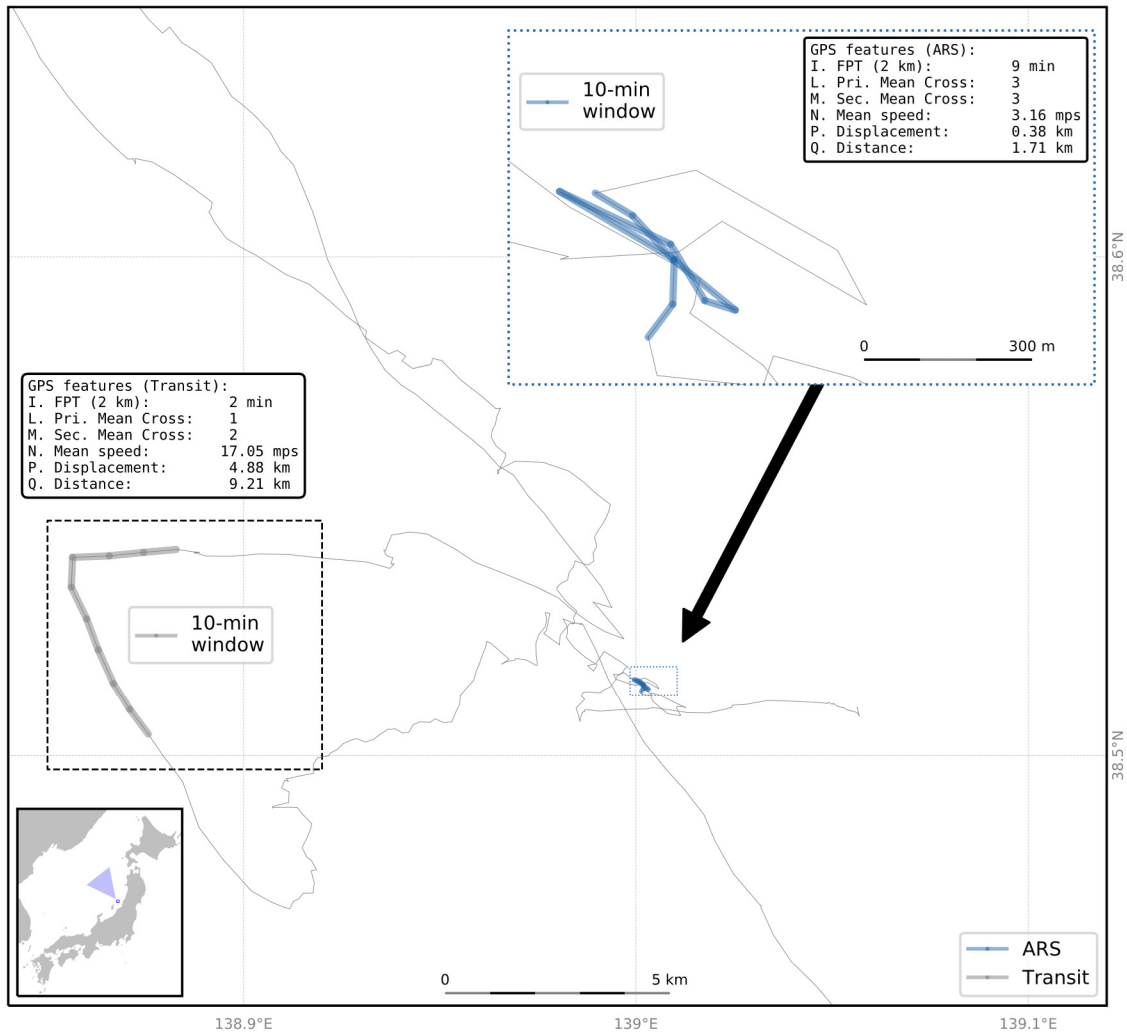 GPS features (ARS):
I. FPT (2 km): 9 min
L. Pri. Mean Cross: 3
M. Sec. Mean Cross: 3
N. Mean speed: 3.16 mps
P. Displacement: 0.38 km
Q. Distance: 1.71 km
10-min
window
0 300 m
38.6°N
GPS features (Transit):
I. FPT (2 km): 2 min
L. Pri. Mean Cross: 1
M. Sec. Mean Cross: 2
N. Mean speed: 17.05 mps
P. Displacement: 4.88 km
Q. Distance: 9.21 km
10-min
window
38.5°N
ARS
Transit
0 5 km
138.9°E 139°E 139.1°E